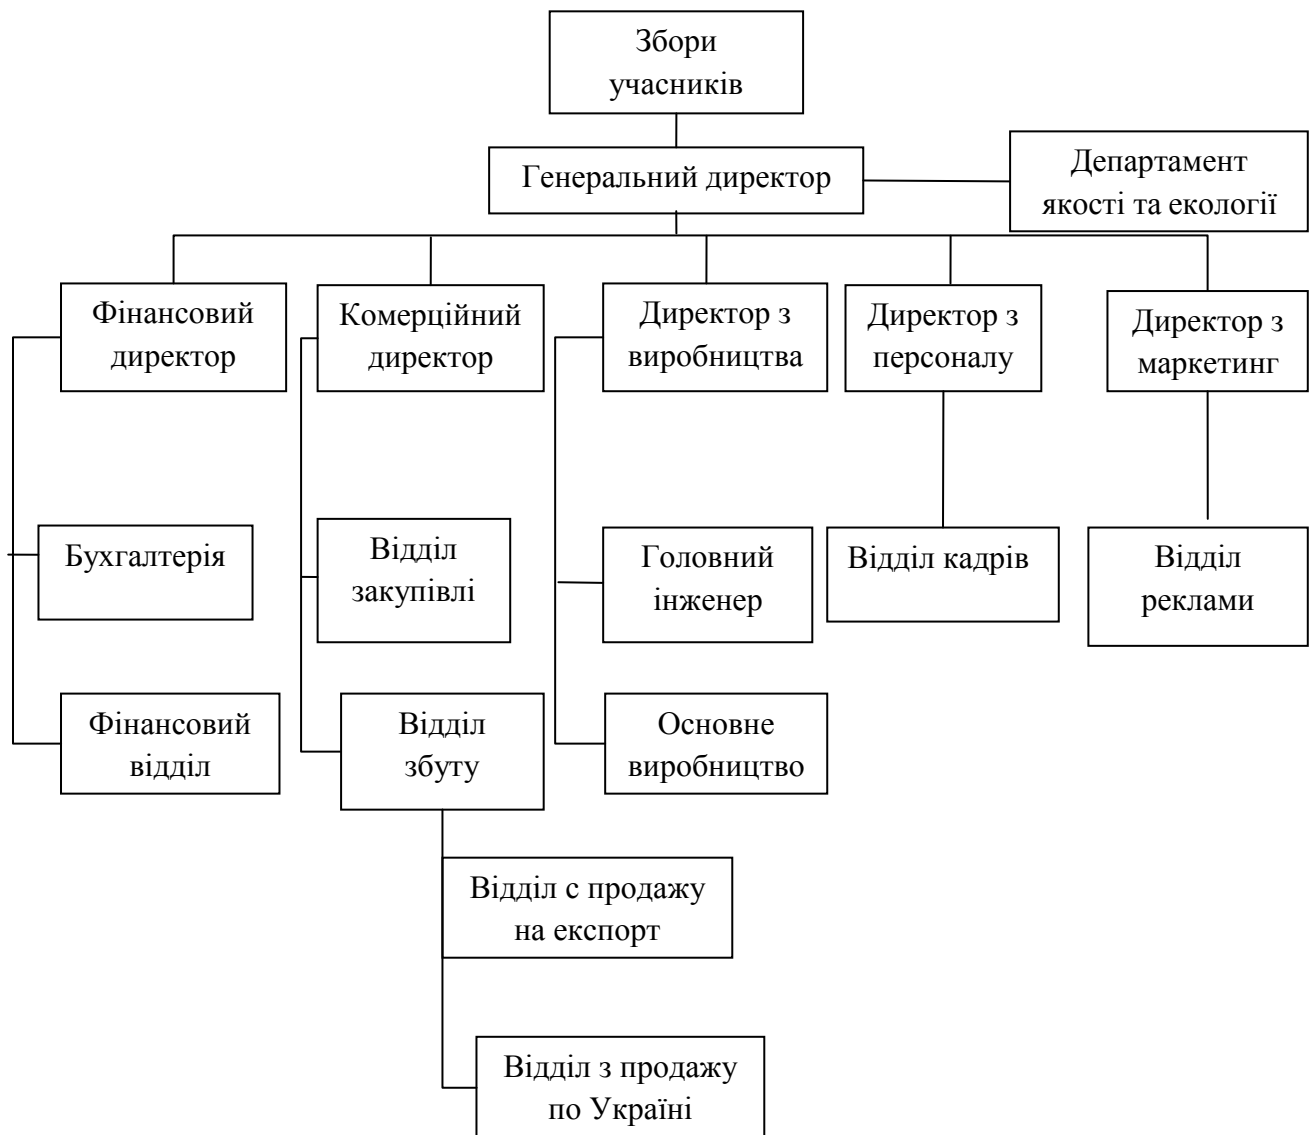 Збори
учасників
Генеральний директор
Департамент
якості та екології
Фінансовий
директор
Комерційний
директор
Директор з
виробництва
Директор з
персоналу
Директор з
маркетинг
Бухгалтерія
Відділ
закупівлі
Головний
інженер
Відділ кадрів
Відділ
реклами
Фінансовий
відділ
Відділ
збуту
Основне
виробництво
Відділ с продажу
на експорт
Відділ з продажу
по Україні